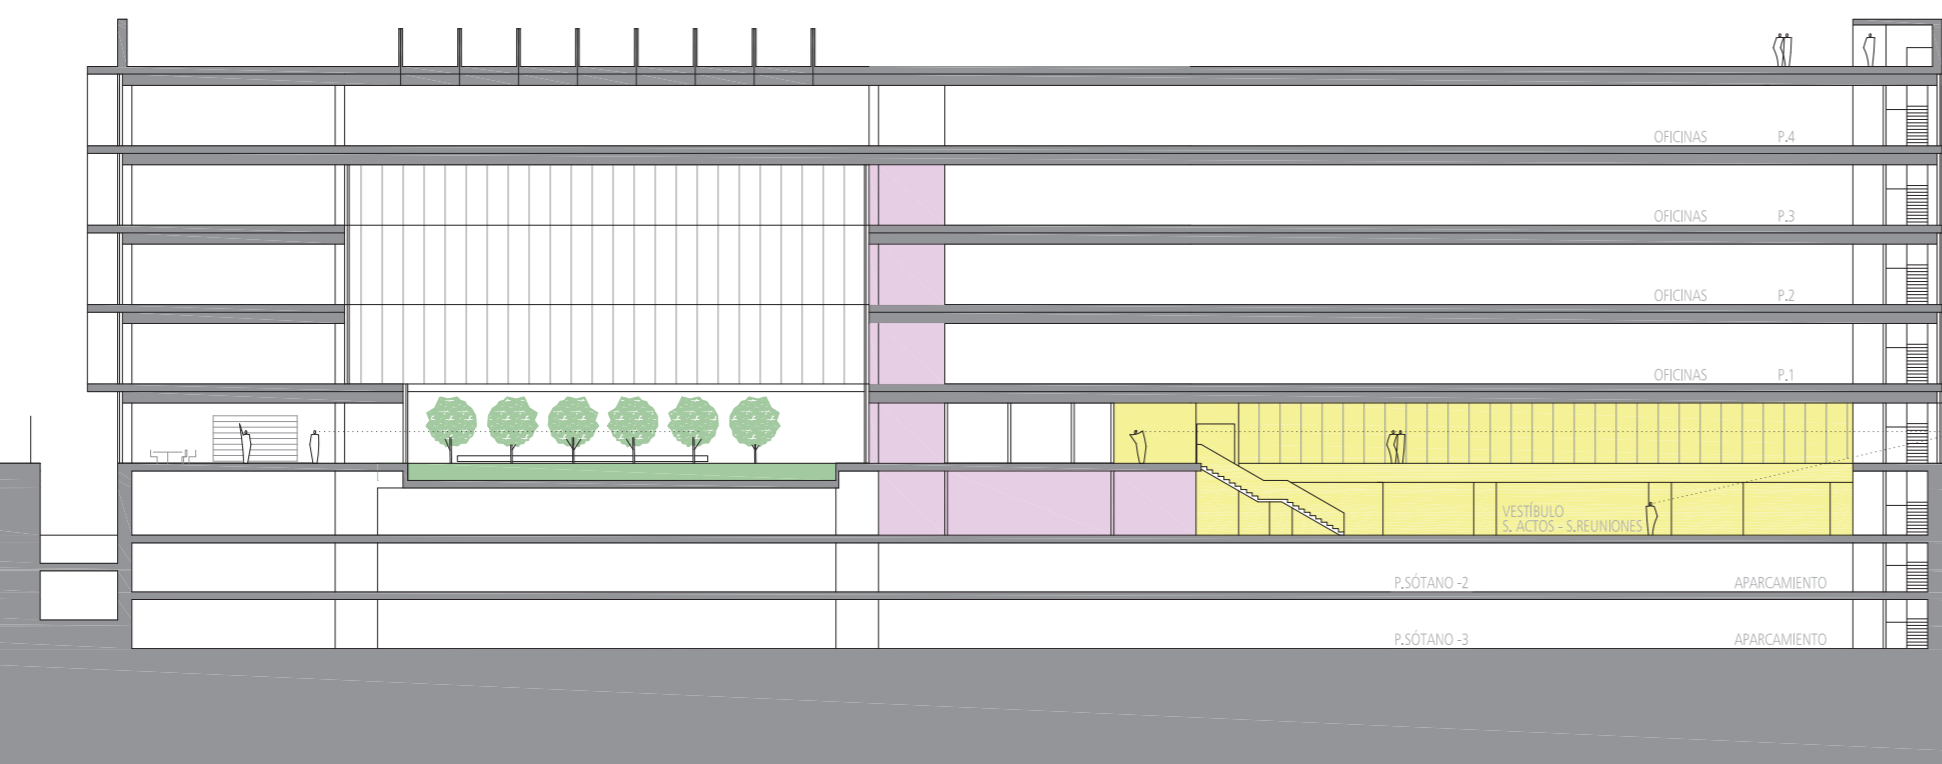 OFICINAS P.4
OFICINAS P.3
OFICINAS P.2
OFICINAS P.1
VESTÍBULO
S. ACTOS - S.REUNIONES
P.SÓTANO -2 APARCAMIENTO
P.SÓTANO -3 APARCAMIENTO